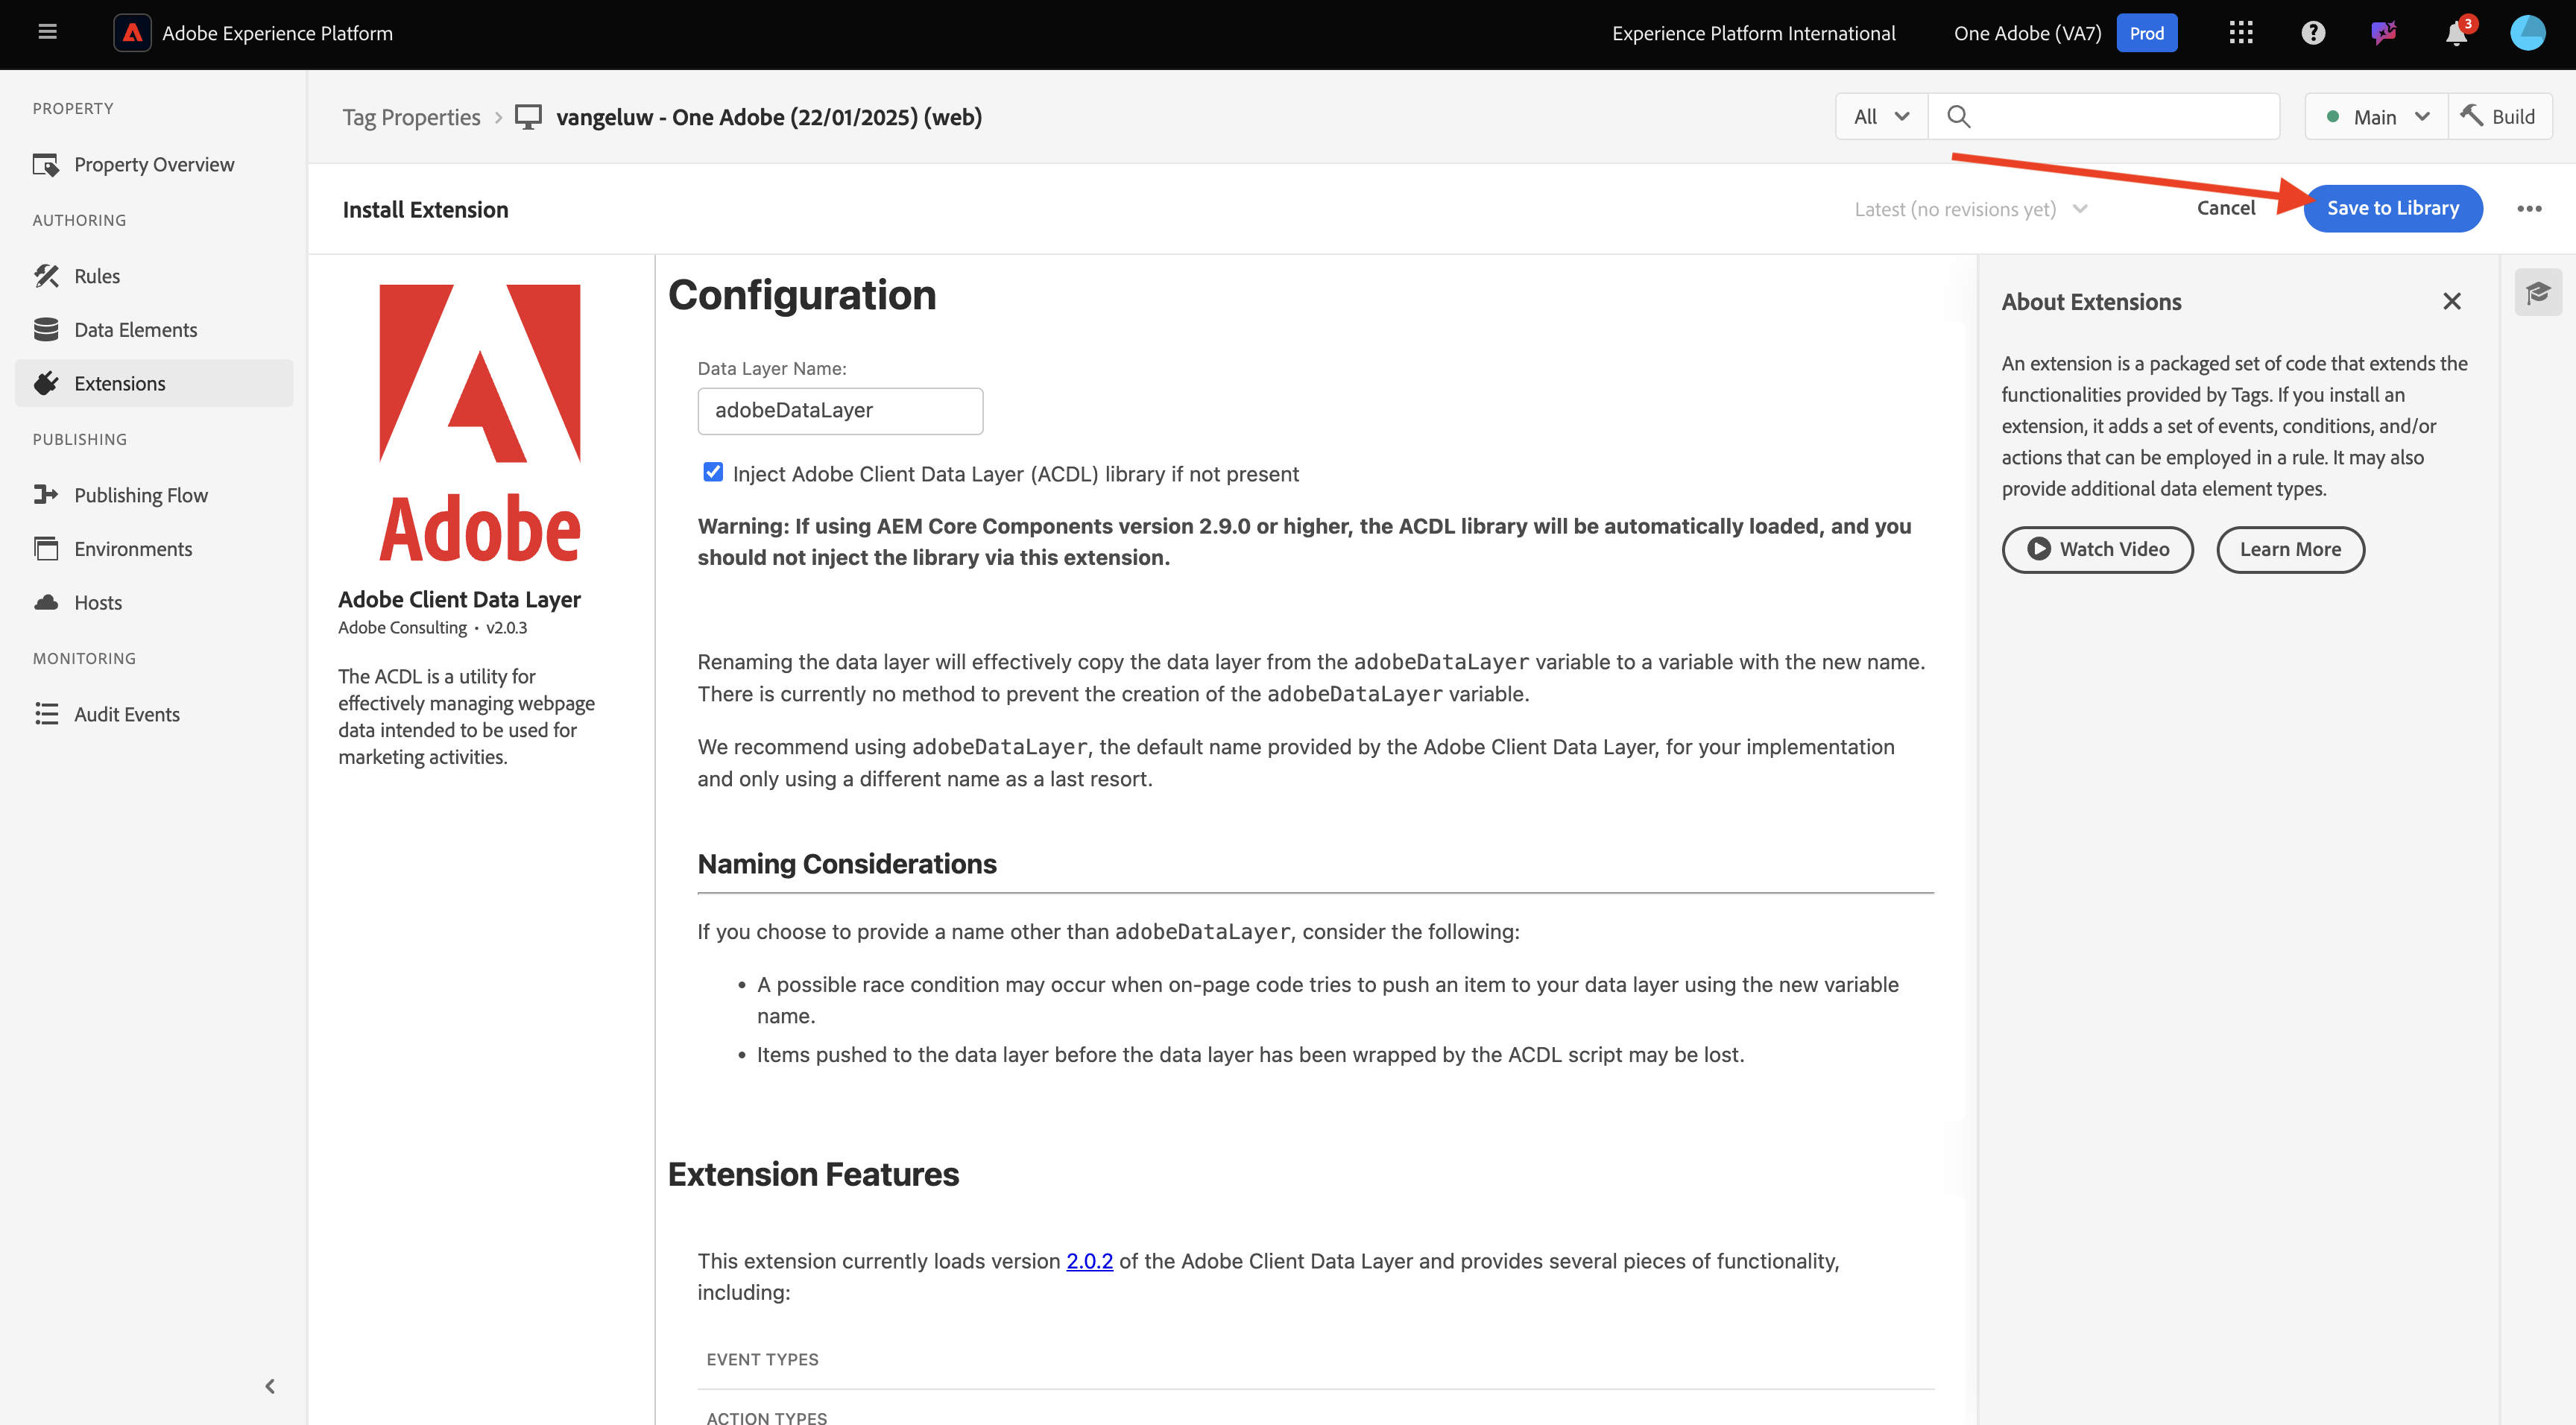 Adobe Experience Platform
Experience Platform International
One Adobe (VA7)
Prod
3
PROPERTY
Property Overview
AUTHORING
Rules
Data Elements
Extensions
PUBLISHING
Publishing Flow
Environments
Hosts
MONITORING
Audit Events
Tag Properties
vangeluw - One Adobe (22/01/2025) (web)
All
Main
Build
Install Extension
Latest (no revisions yet)
Cancel
Save to Library
Adobe
Adobe Client Data Layer
Adobe Consulting • v2.0.3
The ACDL is a utility for
effectively managing webpage
data intended to be used for
marketing activities.
Configuration
Data Layer Name:
adobeDataLayer
Inject Adobe Client Data Layer (ACDL) library if not present
Warning: If using AEM Core Components version 2.9.0 or higher, the ACDL library will be automatically loaded, and you
should not inject the library via this extension.
Renaming the data layer will effectively copy the data layer from the adobeDataLayer variable to a variable with the new name.
There is currently no method to prevent the creation of the adobeDataLayer variable.
We recommend using adobeDataLayer, the default name provided by the Adobe Client Data Layer, for your implementation
and only using a different name as a last resort.
Naming Considerations
If you choose to provide a name other than adobeDataLayer, consider the following:
• A possible race condition may occur when on-page code tries to push an item to your data layer using the new variable
name.
• Items pushed to the data layer before the data layer has been wrapped by the ACDL script may be lost.
Extension Features
This extension currently loads version 2.0.2 of the Adobe Client Data Layer and provides several pieces of functionality,
including:
EVENT TYPES
ACTION TYPES
About Extensions
An extension is a packaged set of code that extends the
functionalities provided by Tags. If you install an
extension, it adds a set of events, conditions, and/or
actions that can be employed in a rule. It may also
provide additional data element types.
Watch Video
Learn More